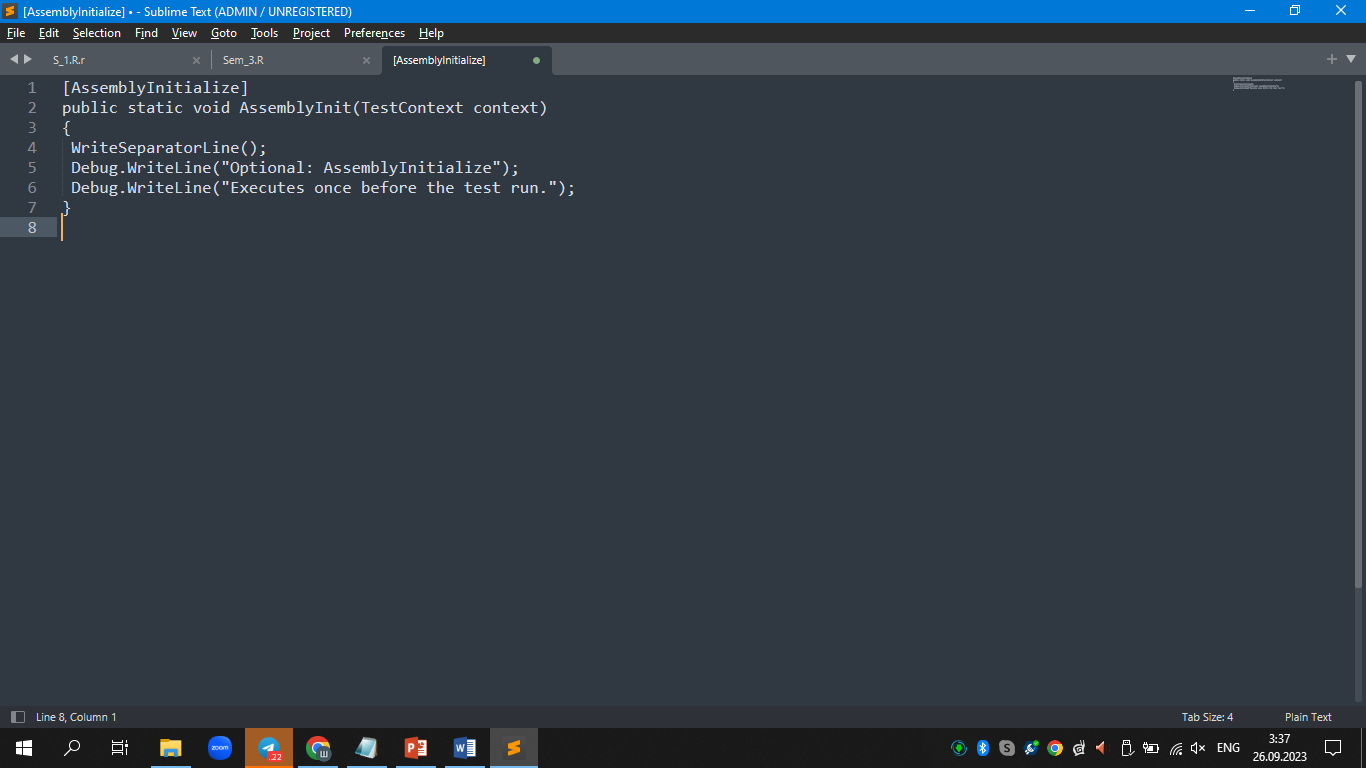 [AssemblyInitialize] • - Sublime Text (ADMIN / UNREGISTERED)
File Edit Selection Find View Goto Tools Project Preferences Help
S_1.R.r Sem_3.R [AssemblyInitialize]
1 [AssemblyInitialize]
2 public static void AssemblyInit(TestContext context)
3 {
4 WriteSeparatorLine();
5 Debug.WriteLine("Optional: AssemblyInitialize");
6 Debug.WriteLine("Executes once before the test run.");
7 }
8
Line 8, Column 1 Tab Size: 4 Plain Text
zoom ..22 ENG 3:37
26.09.2023